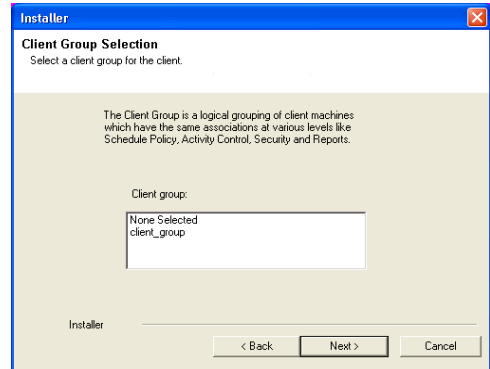 Installer
Client Group Selection
Select a client group for the client.
The Client Group is a logical grouping of client machines
which have the same associations at various levels like
Schedule Policy, Activity Control, Security and Reports.
Client group:
None Selected
client_group
Installer
< Back
Next >
Cancel